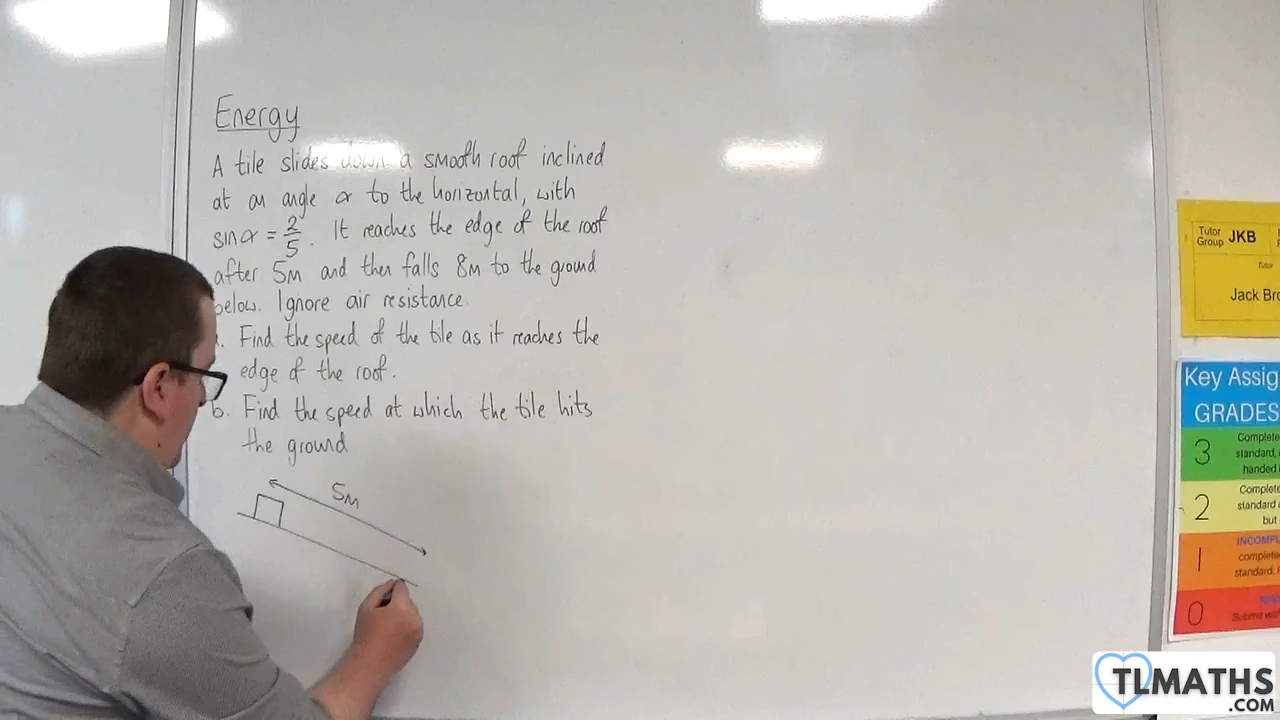 Energy
A tile slides down a smooth roof inclined
at an angle α to the horizontal, with
sin α = 2/5. It reaches the edge of the roof
after 5m and then falls 8m to the ground
below. Ignore air resistance.
. Find the speed of the tile as it reaches the
edge of the roof.
b. Find the speed at which the tile hits
the ground
5m
Tutor
Group JKB
Tutor
Jack Bro
Key Assig
GRADES
3 Complete
standard,
handed
2 Complete
standard
but
1 INCOMPL
complete
standard.
0
Submit
TLMATHS
.COM